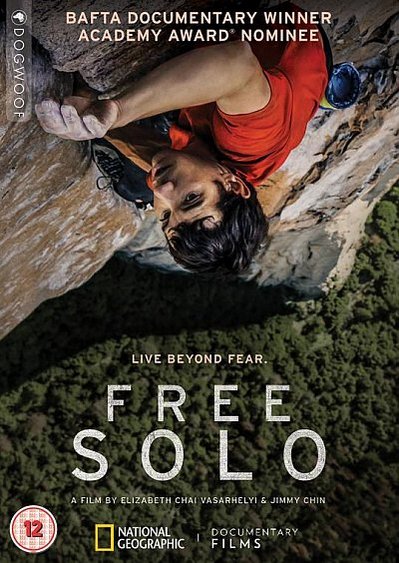 DOGWOOF
BAFTA DOCUMENTARY WINNER
ACADEMY AWARD® NOMINEE
LIVE BEYOND FEAR.
FREE
SOLO
A FILM BY ELIZABETH CHAI VASARHELYI & JIMMY CHIN
12
NATIONAL
GEOGRAPHIC
DOCUMENTARY
FILMS